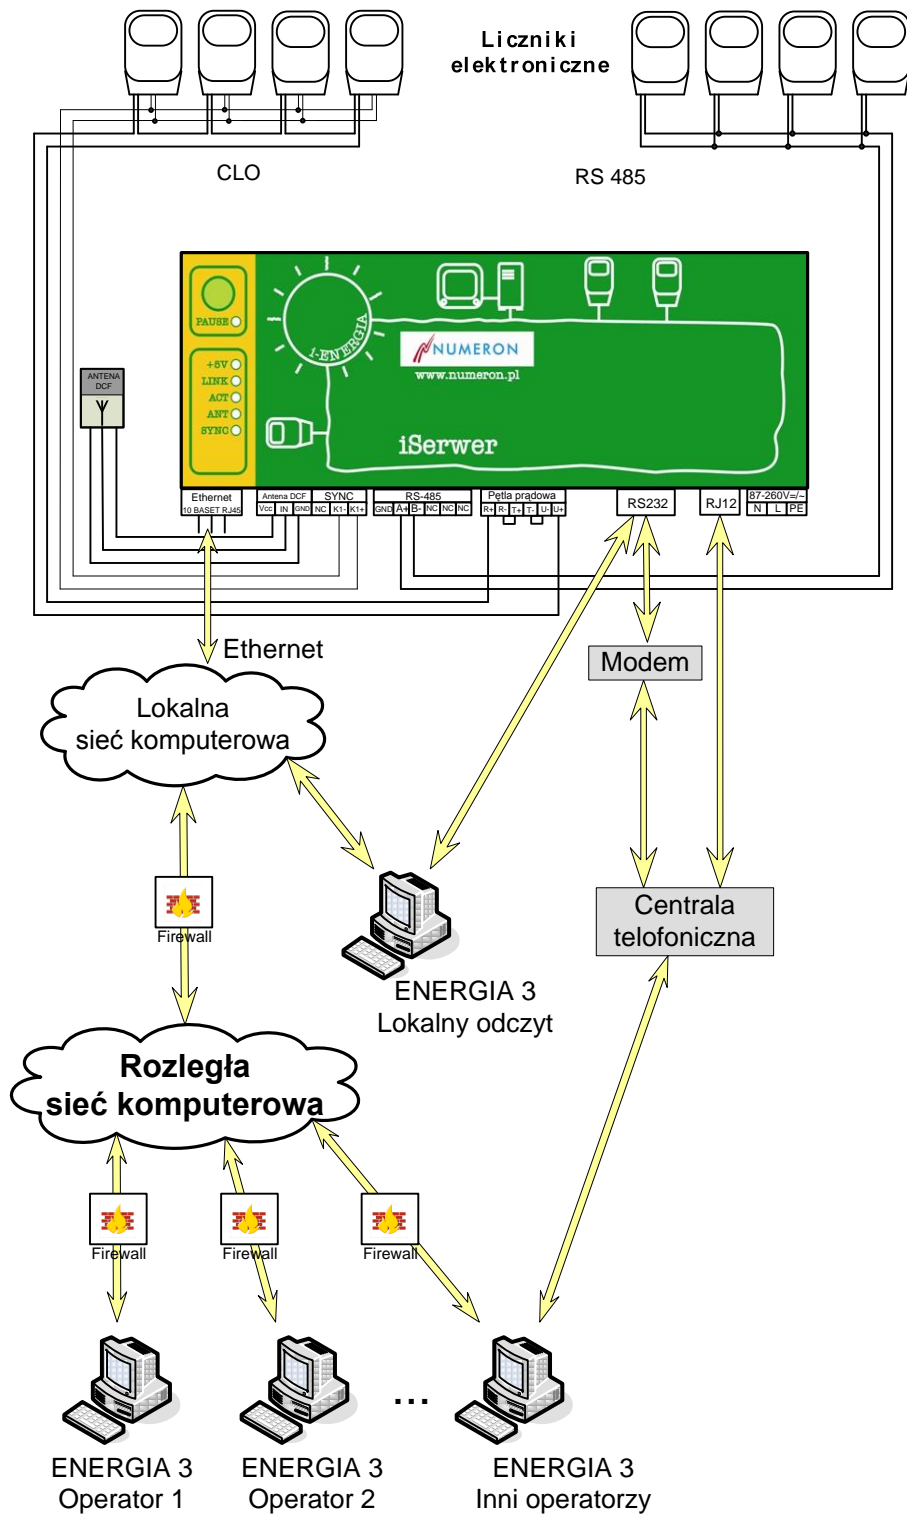 Liczniki
elektroniczne
CLO
RS 485
PAUSE
+5V
LINK
ACT
ANT
SYNC
i-ENERGIA
NUMERON
www.numeron.pl
iSerwer
ANTENA
DCF
Ethernet
10 BASET RJ45
Antena DCF
Vcc IN GND
SYNC
NC K1- K1+
RS-485
GND A+ B- NC NC NC
Pętla prądowa
R+ R- T+ T- U- U+
RS232
RJ12
87-260V=/~
N L PE
Ethernet
Modem
Lokalna
sieć komputerowa
Firewall
Centrala
telofoniczna
ENERGIA 3
Lokalny odczyt
Rozległa
sieć komputerowa
Firewall
Firewall
Firewall
...
ENERGIA 3
Operator 1
ENERGIA 3
Operator 2
ENERGIA 3
Inni operatorzy